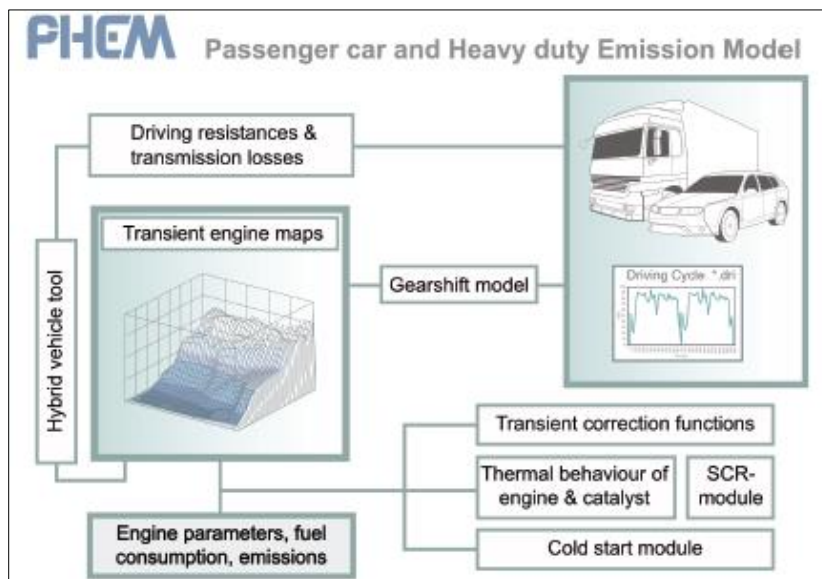 PHEM Passenger car and Heavy duty Emission Model
Driving resistances &
transmission losses
Transient engine maps
Hybrid vehicle tool
Gearshift model
Driving Cycle *.dri
Transient correction functions
Thermal behaviour of
engine & catalyst
SCR-
module
Engine parameters, fuel
consumption, emissions
Cold start module